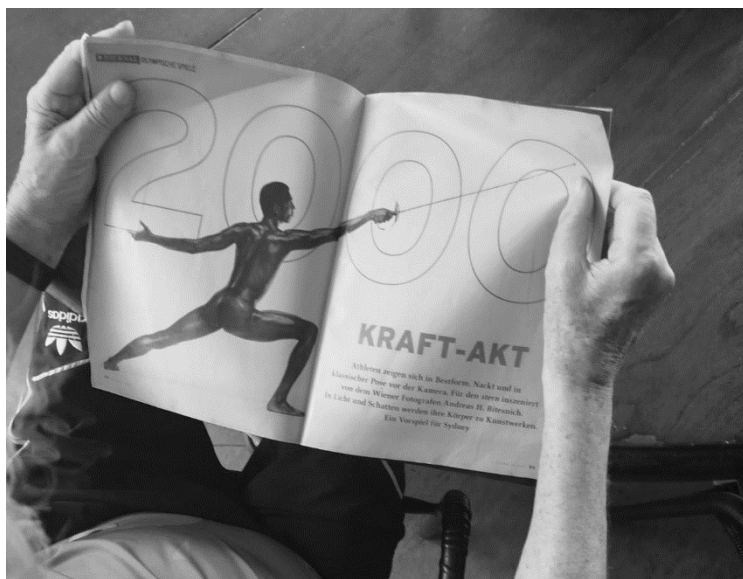 OLYMPISCHE SPIELE
2000
KRAFT-AKT
Athleten zeigen sich in Bestform. Nackt und in
klassischer Pose vor der Kamera. Für den stern inszeniert
von dem Wiener Fotografen Andreas H. Bitesnich.
In Licht und Schatten werden ihre Körper zu Kunstwerken.
Ein Vorspiel für Sydney
adidas